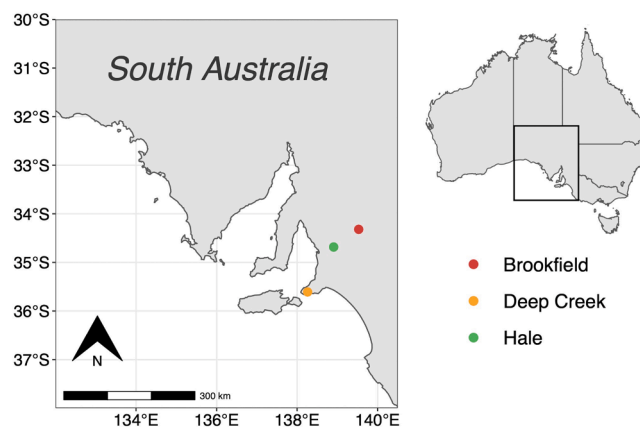 30°S
South Australia
31°S
32°S
33°S
34°S
35°S
36°S
37°S
N
300 km
134°E 136°E 138°E 140°E
Brookfield
Deep Creek
Hale